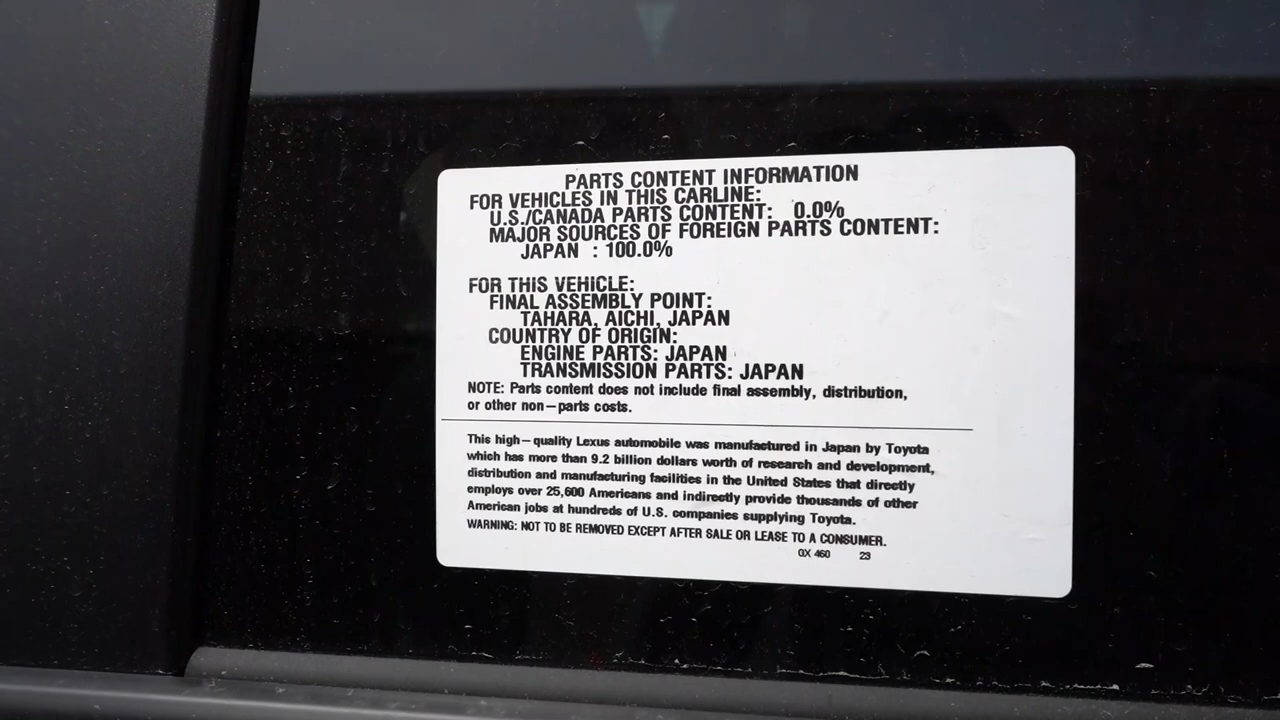 PARTS CONTENT INFORMATION
FOR VEHICLES IN THIS CARLINE:
U.S./CANADA PARTS CONTENT: 0.0%
MAJOR SOURCES OF FOREIGN PARTS CONTENT:
JAPAN : 100.0%
FOR THIS VEHICLE:
FINAL ASSEMBLY POINT:
TAHARA, AICHI, JAPAN
COUNTRY OF ORIGIN:
ENGINE PARTS: JAPAN
TRANSMISSION PARTS: JAPAN
NOTE: Parts content does not include final assembly, distribution,
or other non—parts costs.
This high—quality Lexus automobile was manufactured in Japan by Toyota
which has more than 9.2 billion dollars worth of research and development,
distribution and manufacturing facilities in the United States that directly
employs over 25,600 Americans and indirectly provide thousands of other
American jobs at hundreds of U.S. companies supplying Toyota.
WARNING: NOT TO BE REMOVED EXCEPT AFTER SALE OR LEASE TO A CONSUMER.
GX 460 23